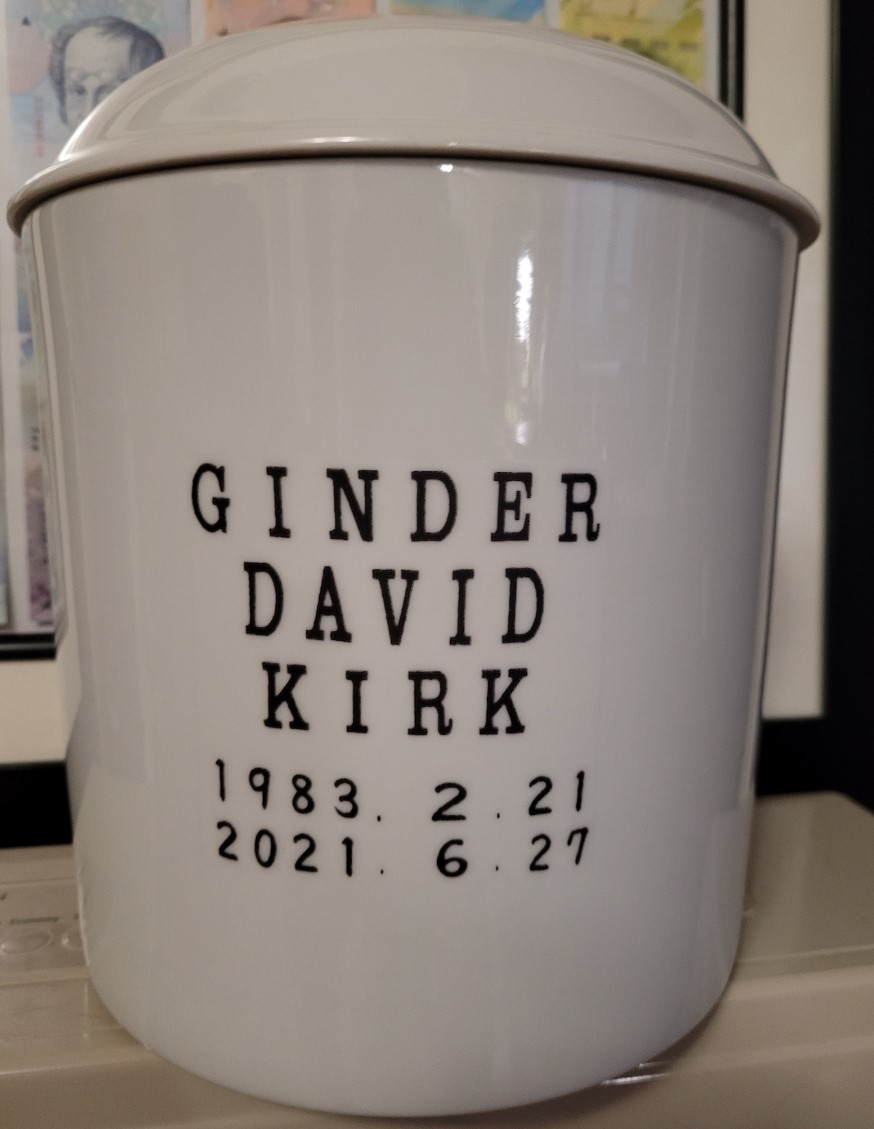 GINDER
DAVID
KIRK
1983. 2.21
2021. 6.27